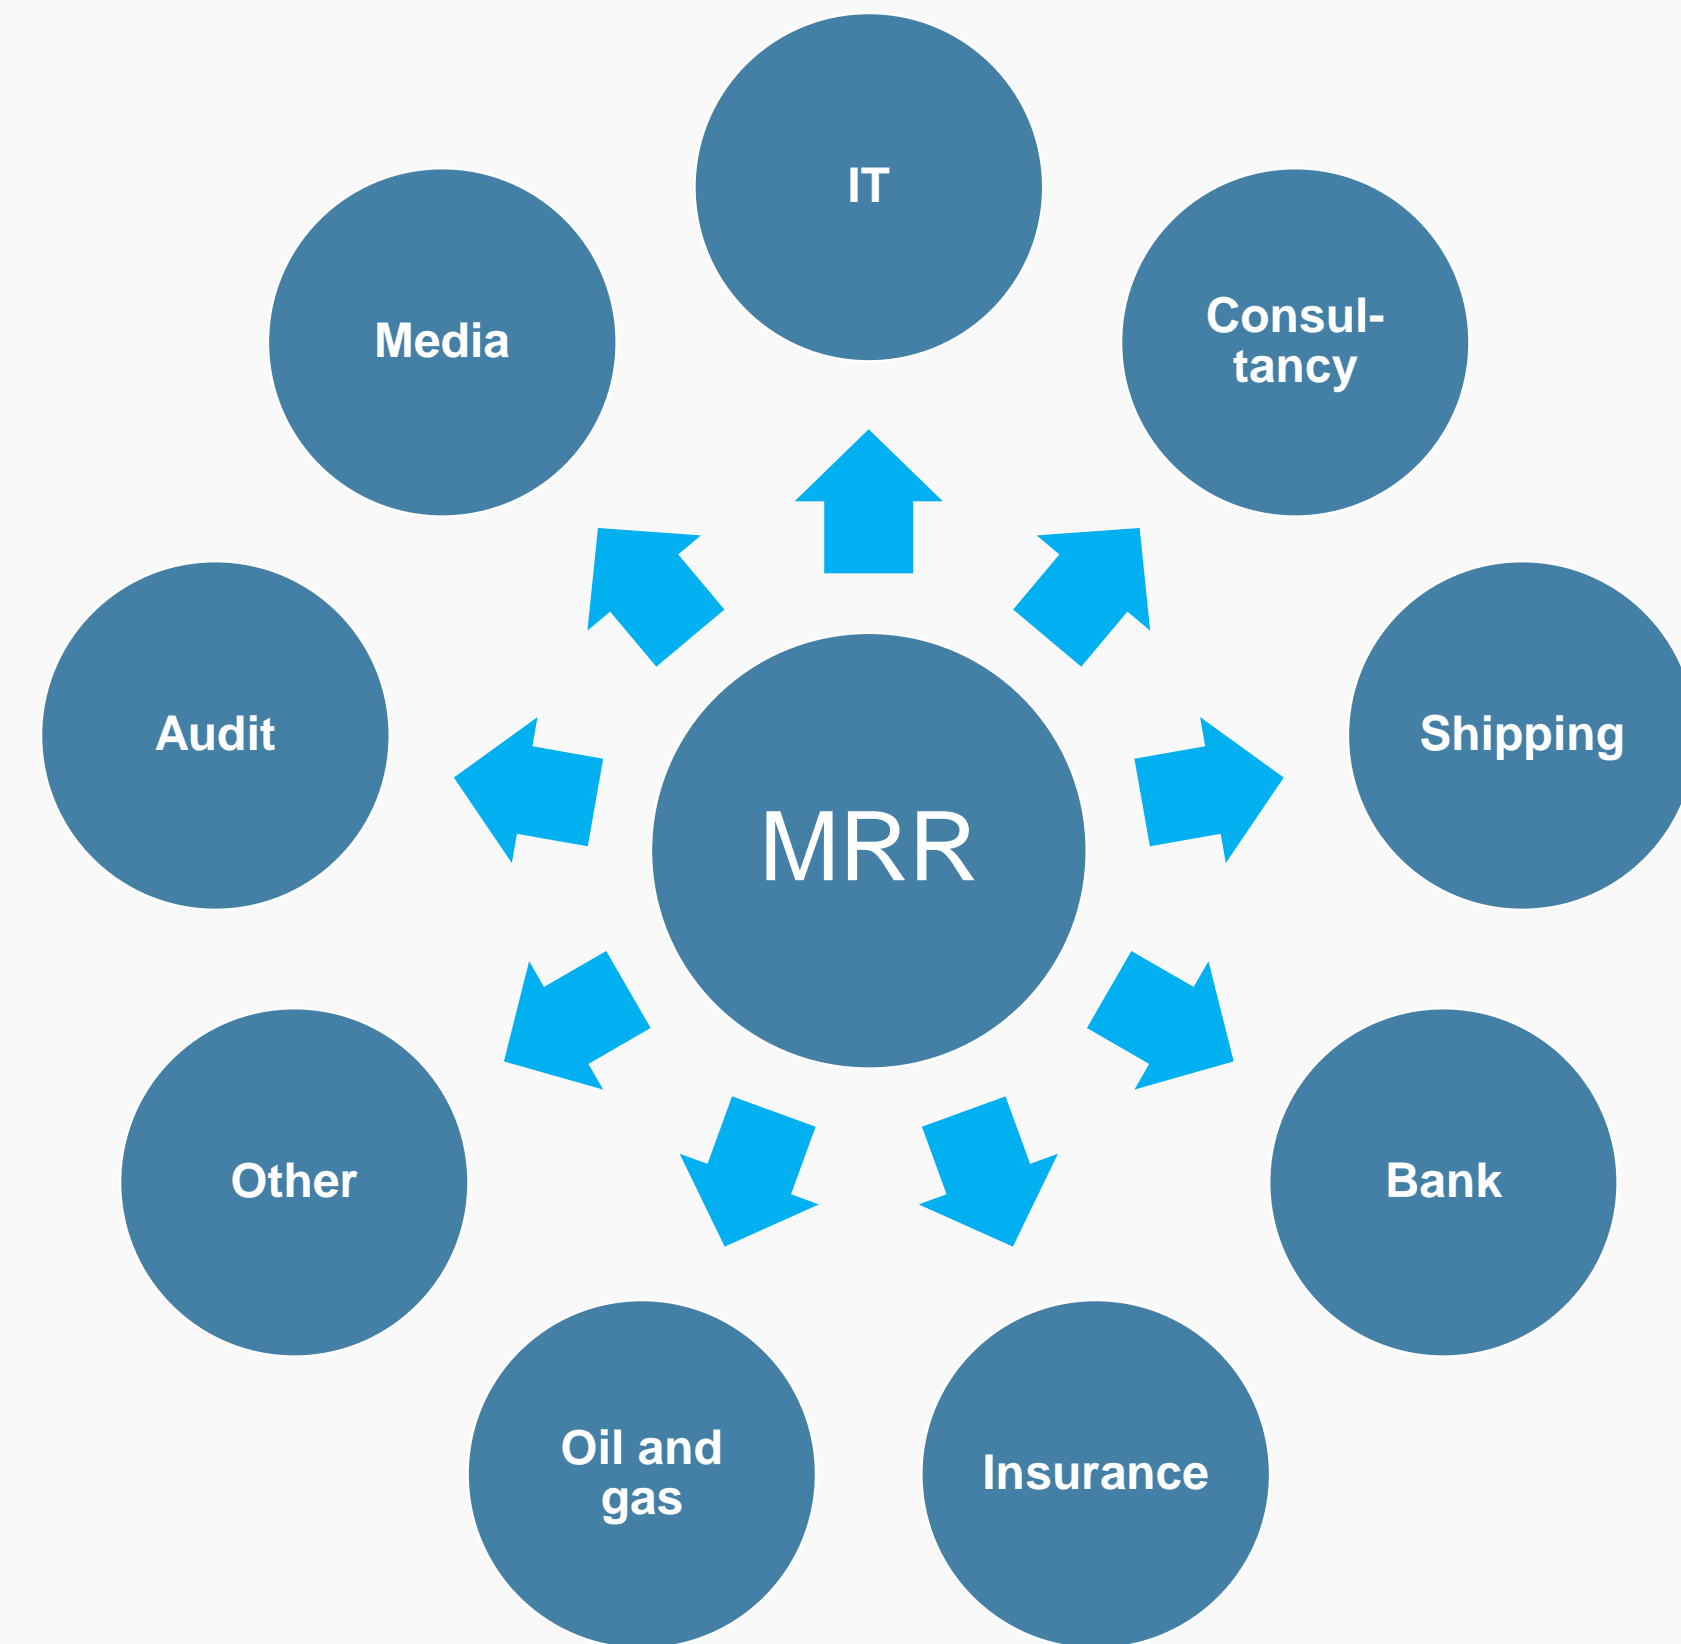 IT
Media
Consul-
tancy
Audit
Shipping
MRR
Other
Bank
Oil and
gas
Insurance